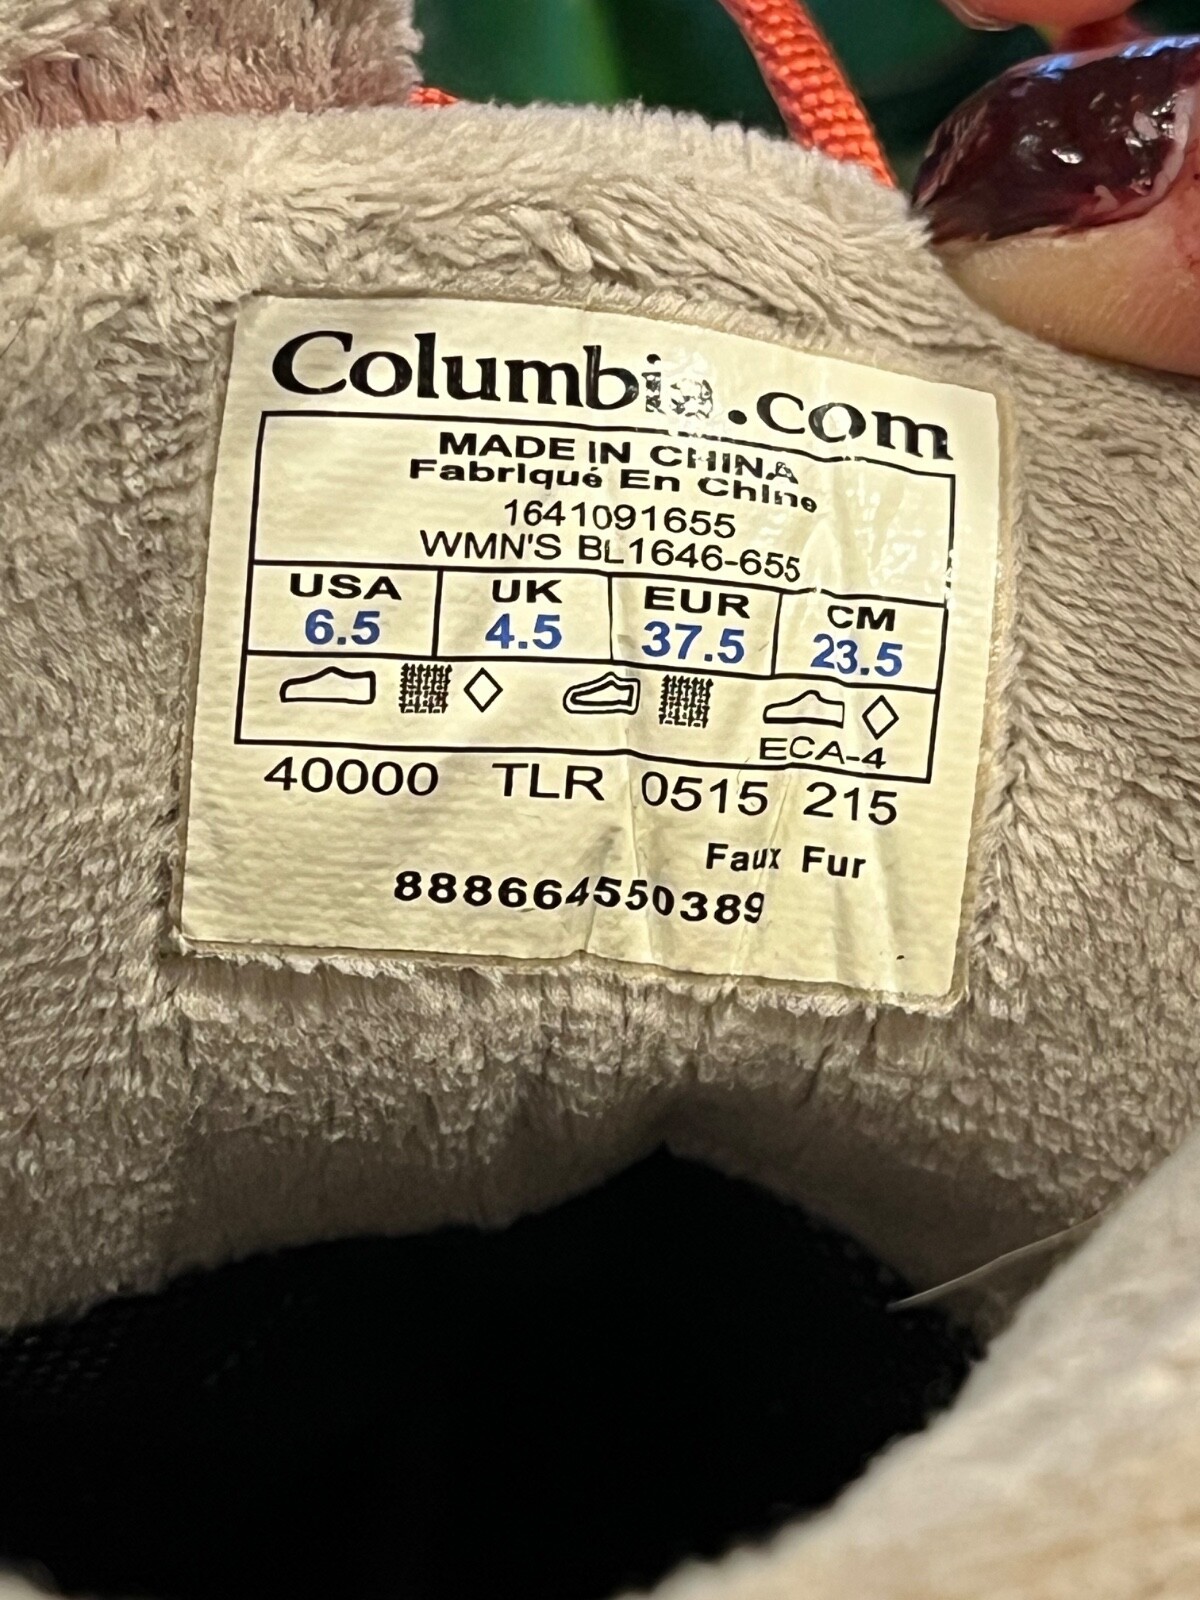 Columbia.com
MADE IN CHINA
Fabriqué En Chine
1641091655
WMN'S BL1646-655
USA UK EUR CM
6.5 4.5 37.5 23.5
ECA-4
40000 TLR 0515 215
Faux Fur
888664550389